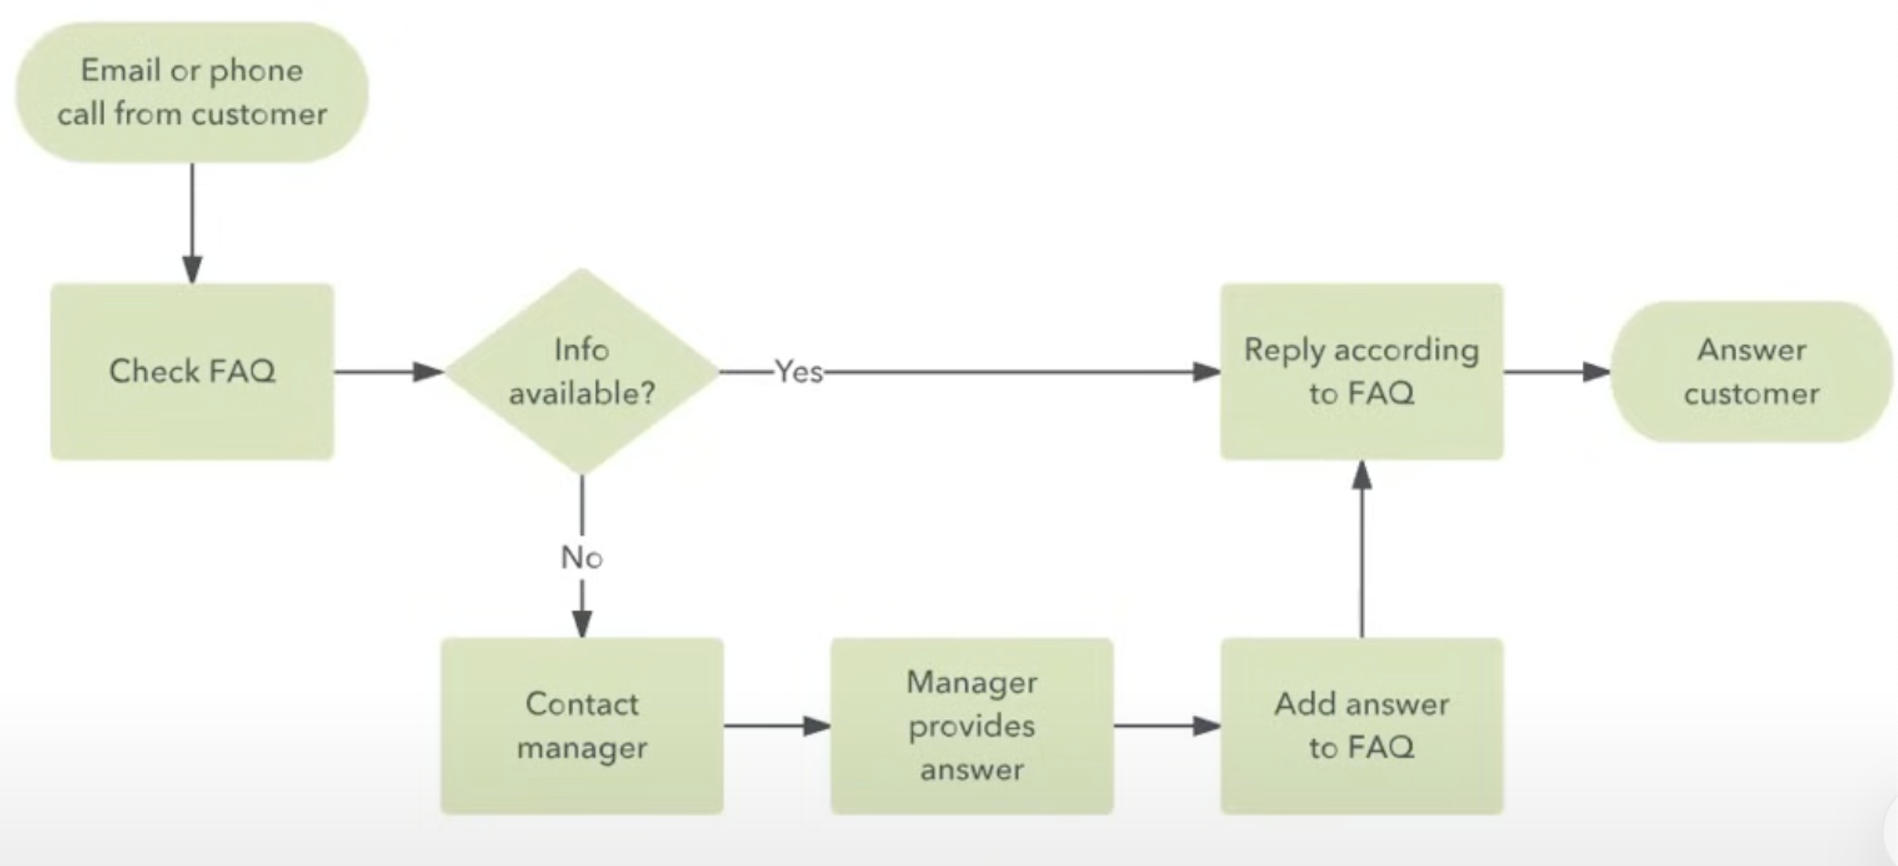 Email or phone
call from customer
Check FAQ
Info
available?
Yes
Reply according
to FAQ
Answer
customer
No
Contact
manager
Manager
provides
answer
Add answer
to FAQ